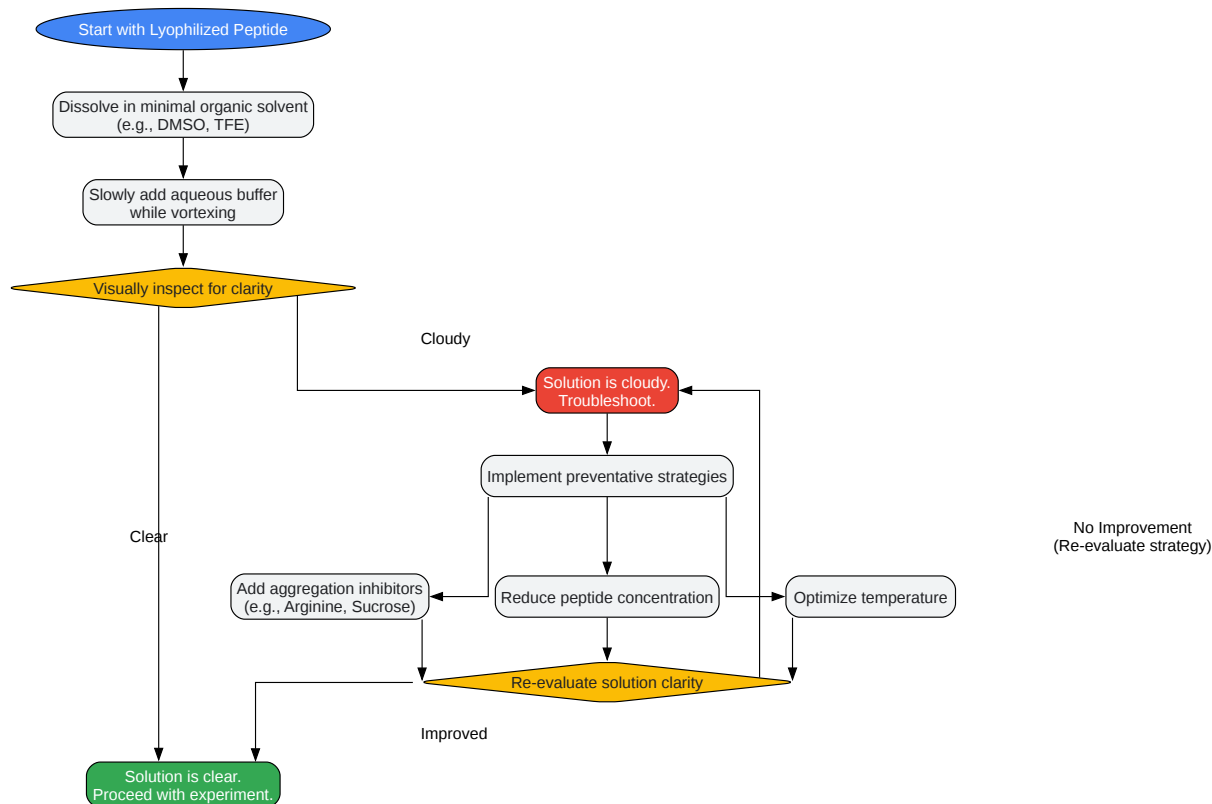 Start with Lyophilized Peptide
Dissolve in minimal organic solvent
(e.g., DMSO, TFE)
Slowly add aqueous buffer
while vortexing
Visually inspect for clarity
Cloudy
Solution is cloudy.
Troubleshoot.
Implement preventative strategies
Clear
No Improvement
(Re-evaluate strategy)
Add aggregation inhibitors
(e.g., Arginine, Sucrose)
Reduce peptide concentration
Optimize temperature
Re-evaluate solution clarity
Improved
Solution is clear.
Proceed with experiment.